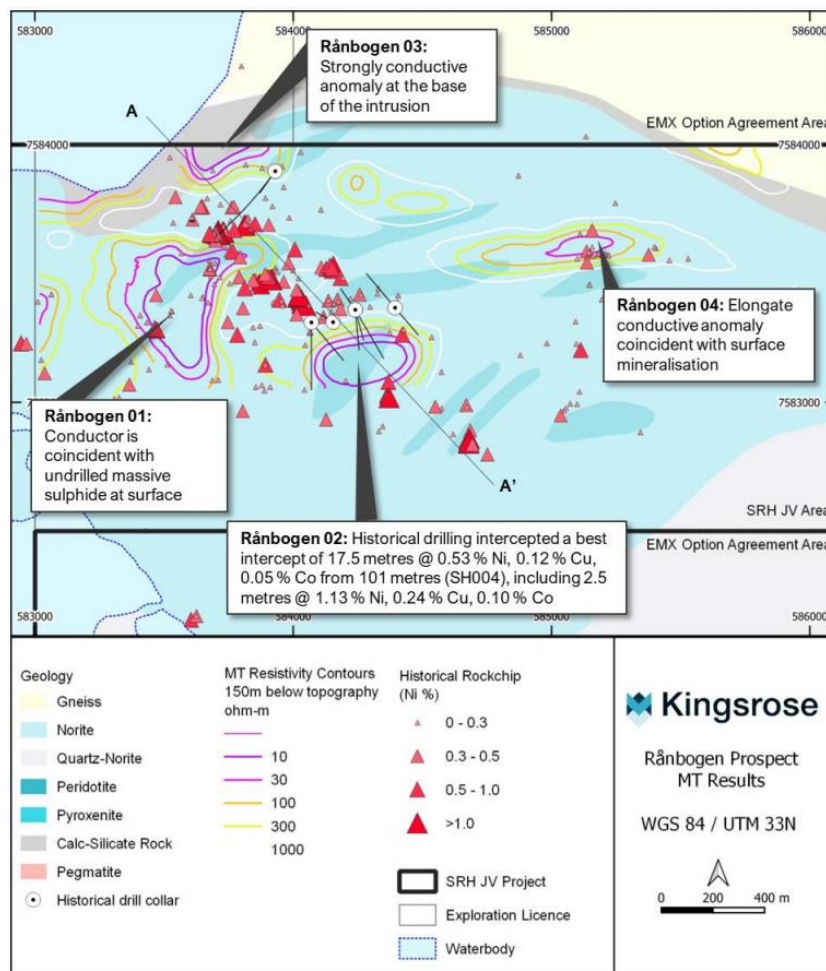 583000
584000
585000
586000
Rånbogen 03:
Strongly conductive
anomaly at the base
of the intrusion
A
EMX Option Agreement Area
7584000
7584000
Rånbogen 04: Elongate
conductive anomaly
coincident with surface
mineralisation
7583000
Rånbogen 01:
Conductor is
coincident with
undrilled massive
sulphide at surface
A'
SRH JV Area
EMX Option Agreement Area
Rånbogen 02: Historical drilling intercepted a best
intercept of 17.5 metres @ 0.53 % Ni, 0.12 % Cu,
0.05 % Co from 101 metres (SH004), including 2.5
metres @ 1.13 % Ni, 0.24 % Cu, 0.10 % Co
583000
584000
585000
586000
Geology
Gneiss
Norite
Quartz-Norite
Peridotite
Pyroxenite
Calc-Silicate Rock
Pegmatite
Historical drill collar
MT Resistivity Contours
150m below topography
ohm-m
10
30
100
300
1000
Historical Rockchip
(Ni %)
0 - 0.3
0.3 - 0.5
0.5 - 1.0
>1.0
SRH JV Project
Exploration Licence
Waterbody
Kingsrose
Rånbogen Prospect
MT Results
WGS 84 / UTM 33N
0 200 400 m